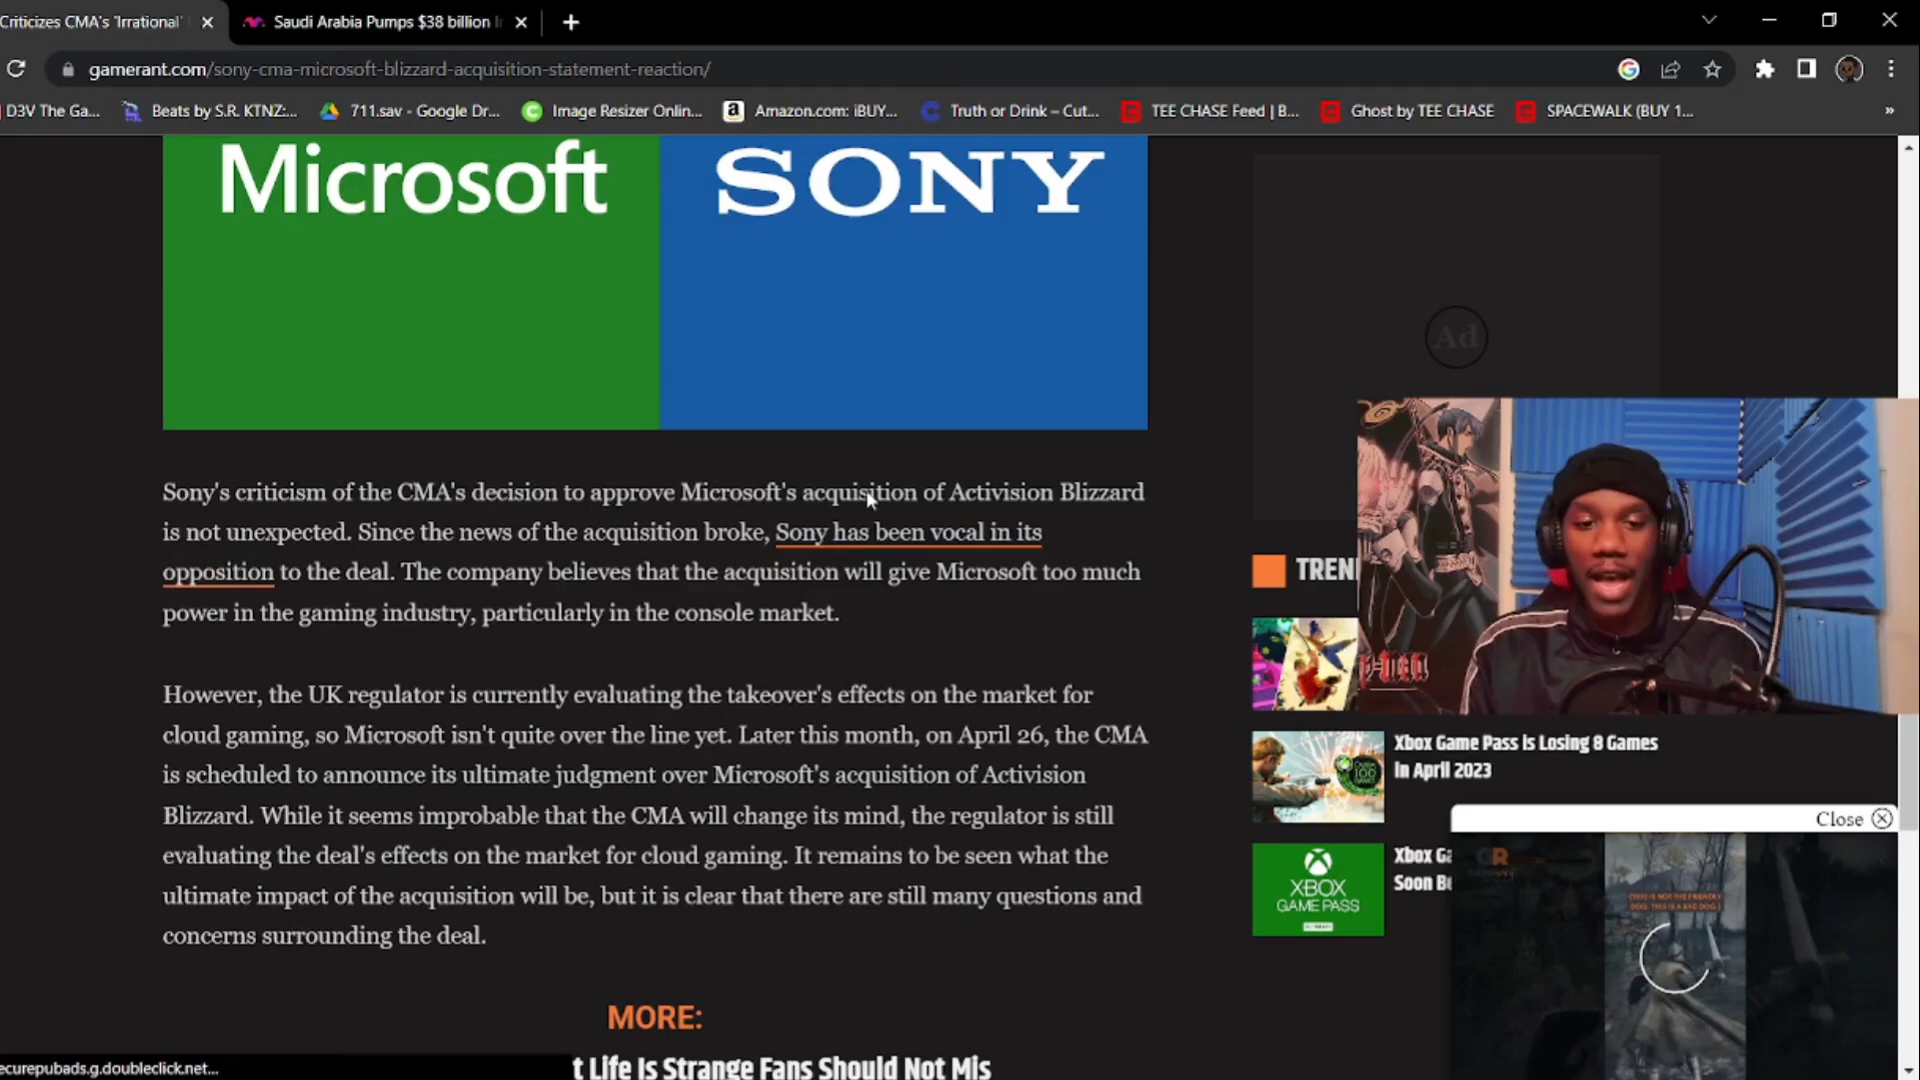 Criticizes CMA's 'Irrational'
Saudi Arabia Pumps $38 billion I
gamerant.com/sony-cma-microsoft-blizzard-acquisition-statement-reaction/
D3V The Ga...
Beats by S.R. KTNZ:...
711.sav - Google Dr...
Image Resizer Onlin...
Amazon.com: iBUY...
Truth or Drink – Cut...
TEE CHASE Feed | B...
Ghost by TEE CHASE
SPACEWALK (BUY 1...
»
Microsoft
SONY
Ad
Sony's criticism of the CMA's decision to approve Microsoft's acquisition of Activision Blizzard
is not unexpected. Since the news of the acquisition broke, Sony has been vocal in its
opposition to the deal. The company believes that the acquisition will give Microsoft too much
power in the gaming industry, particularly in the console market.
However, the UK regulator is currently evaluating the takeover's effects on the market for
cloud gaming, so Microsoft isn't quite over the line yet. Later this month, on April 26, the CMA
is scheduled to announce its ultimate judgment over Microsoft's acquisition of Activision
Blizzard. While it seems improbable that the CMA will change its mind, the regulator is still
evaluating the deal's effects on the market for cloud gaming. It remains to be seen what the
ultimate impact of the acquisition will be, but it is clear that there are still many questions and
concerns surrounding the deal.
MORE:
t Life Is Strange Fans Should Not Mis
TREN
Xbox Game Pass is Losing 8 Games
in April 2023
Close
Xbox Ga
Soon Be
XBOX
GAME PASS
(THIS IS NOT THE FRIENDLY
DOG, THIS IS A BAD DOG.)
ecurepubads.g.doubleclick.net...